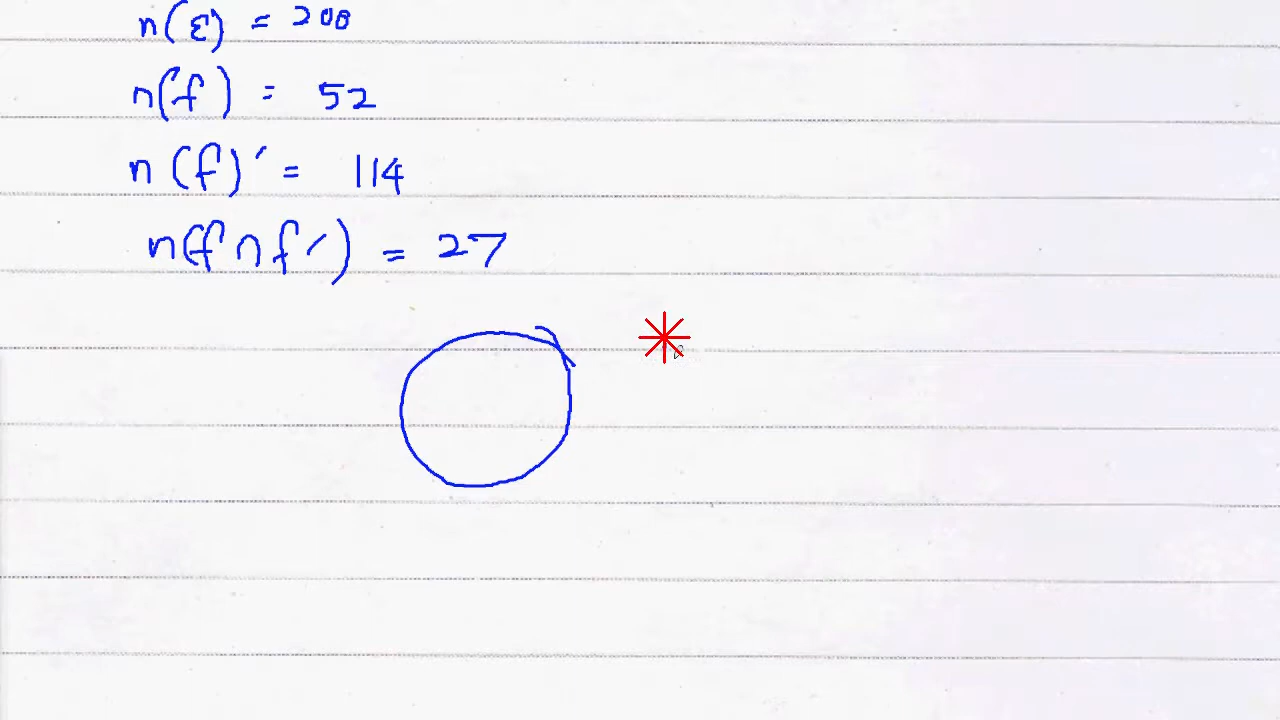 n(ε) = 200
n(f) = 52
n(f)′ = 114
n(f∩f′) = 27